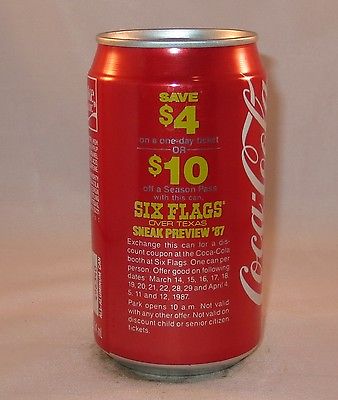 SAVE
$4
on a one-day ticket
OR
$10
off a Season Pass
with this can.
SIX FLAGS
OVER TEXAS
SNEAK PREVIEW '87
Exchange this can for a dis-
count coupon at the Coca-Cola
booth at Six Flags. One can per
person. Offer good on following
dates: March 14, 15, 16, 17, 18,
19, 20, 21, 22, 28, 29 and April 4,
5, 11 and 12, 1987.
Park opens 10 a.m. Not valid
with any other offer. Not valid on
discount child or senior citizen
tickets.
Coca-Cola